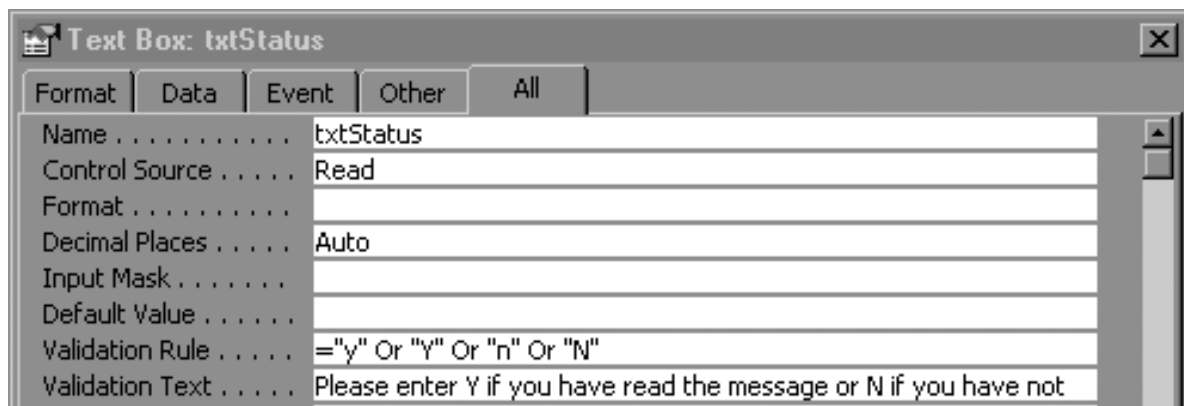 Text Box: txtStatus
Format Data Event Other All
Name . . . . . . . . . . . txtStatus
Control Source . . . . . Read
Format . . . . . . . . . .
Decimal Places . . . . . Auto
Input Mask . . . . . . .
Default Value . . . . . .
Validation Rule . . . . . ="y" Or "Y" Or "n" Or "N"
Validation Text . . . . . Please enter Y if you have read the message or N if you have not